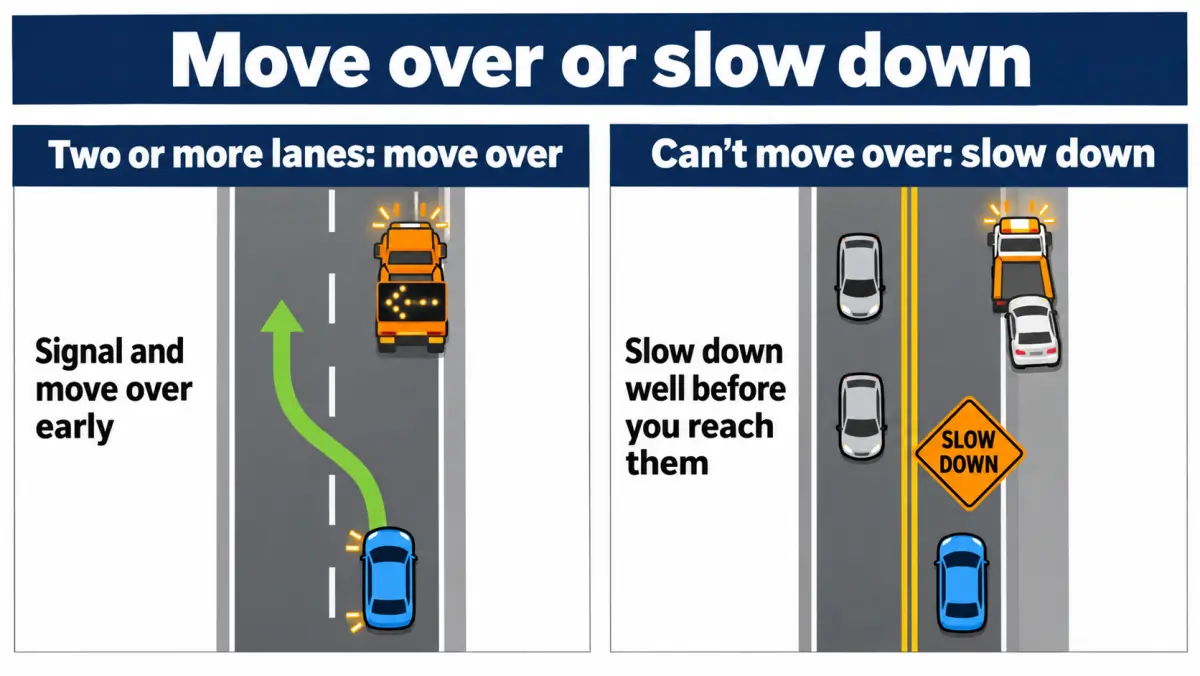 Move over or slow down
Two or more lanes: move over
Signal and
move over
early
Can't move over: slow down
Slow down
well before
you reach
them
SLOW
DOWN